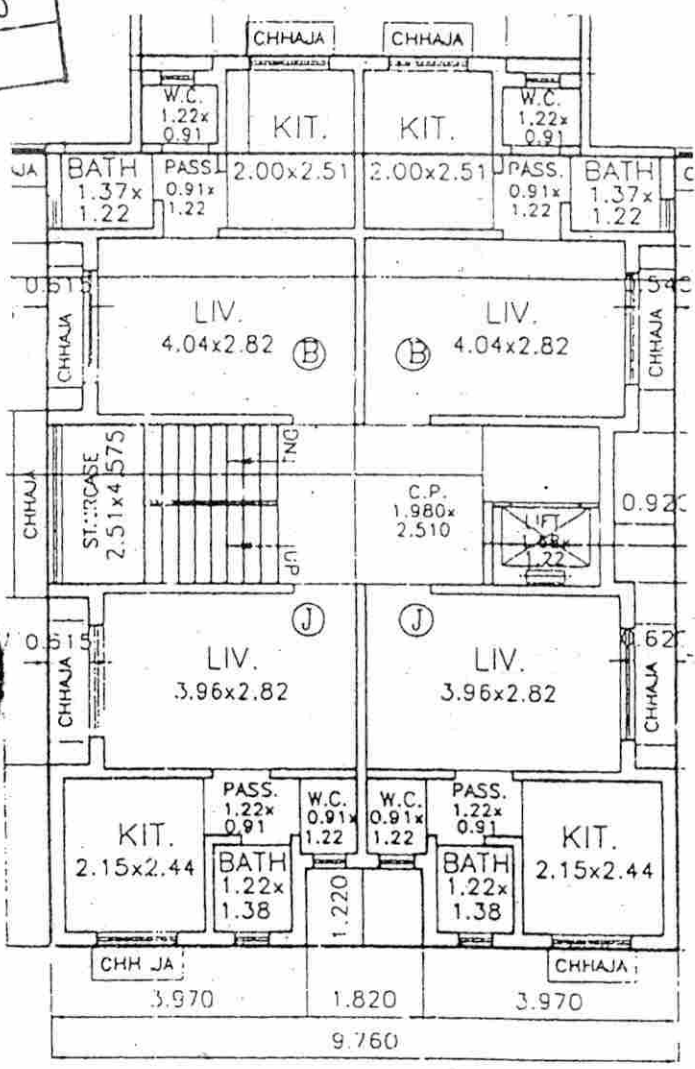 CHHAJA CHHAJA
W.C.
1.22x
0.91
KIT.
2.00x2.51
KIT.
2.00x2.51
W.C.
1.22x
0.91
BATH
1.37x
1.22
PASS.
0.91x
1.22
PASS.
0.91x
1.22
BATH
1.37x
1.22
0.615
CHHAJA
LIV.
4.04x2.82
B
B
LIV.
4.04x2.82
CHHAJA
CHHAJA
2.51x4.575
DN
UP
C.P.
1.980x
2.510
LIFT
1.22
0.615
CHHAJA
J
LIV.
3.96x2.82
J
LIV.
3.96x2.82
CHHAJA
KIT.
2.15x2.44
PASS.
1.22x
0.91
BATH
1.22x
1.38
W.C.
0.91x
1.22
W.C.
0.91x
1.22
1.220
PASS.
1.22x
0.91
BATH
1.22x
1.38
KIT.
2.15x2.44
CHH JA
CHHAJA
3.970 1.820 3.970
9.760